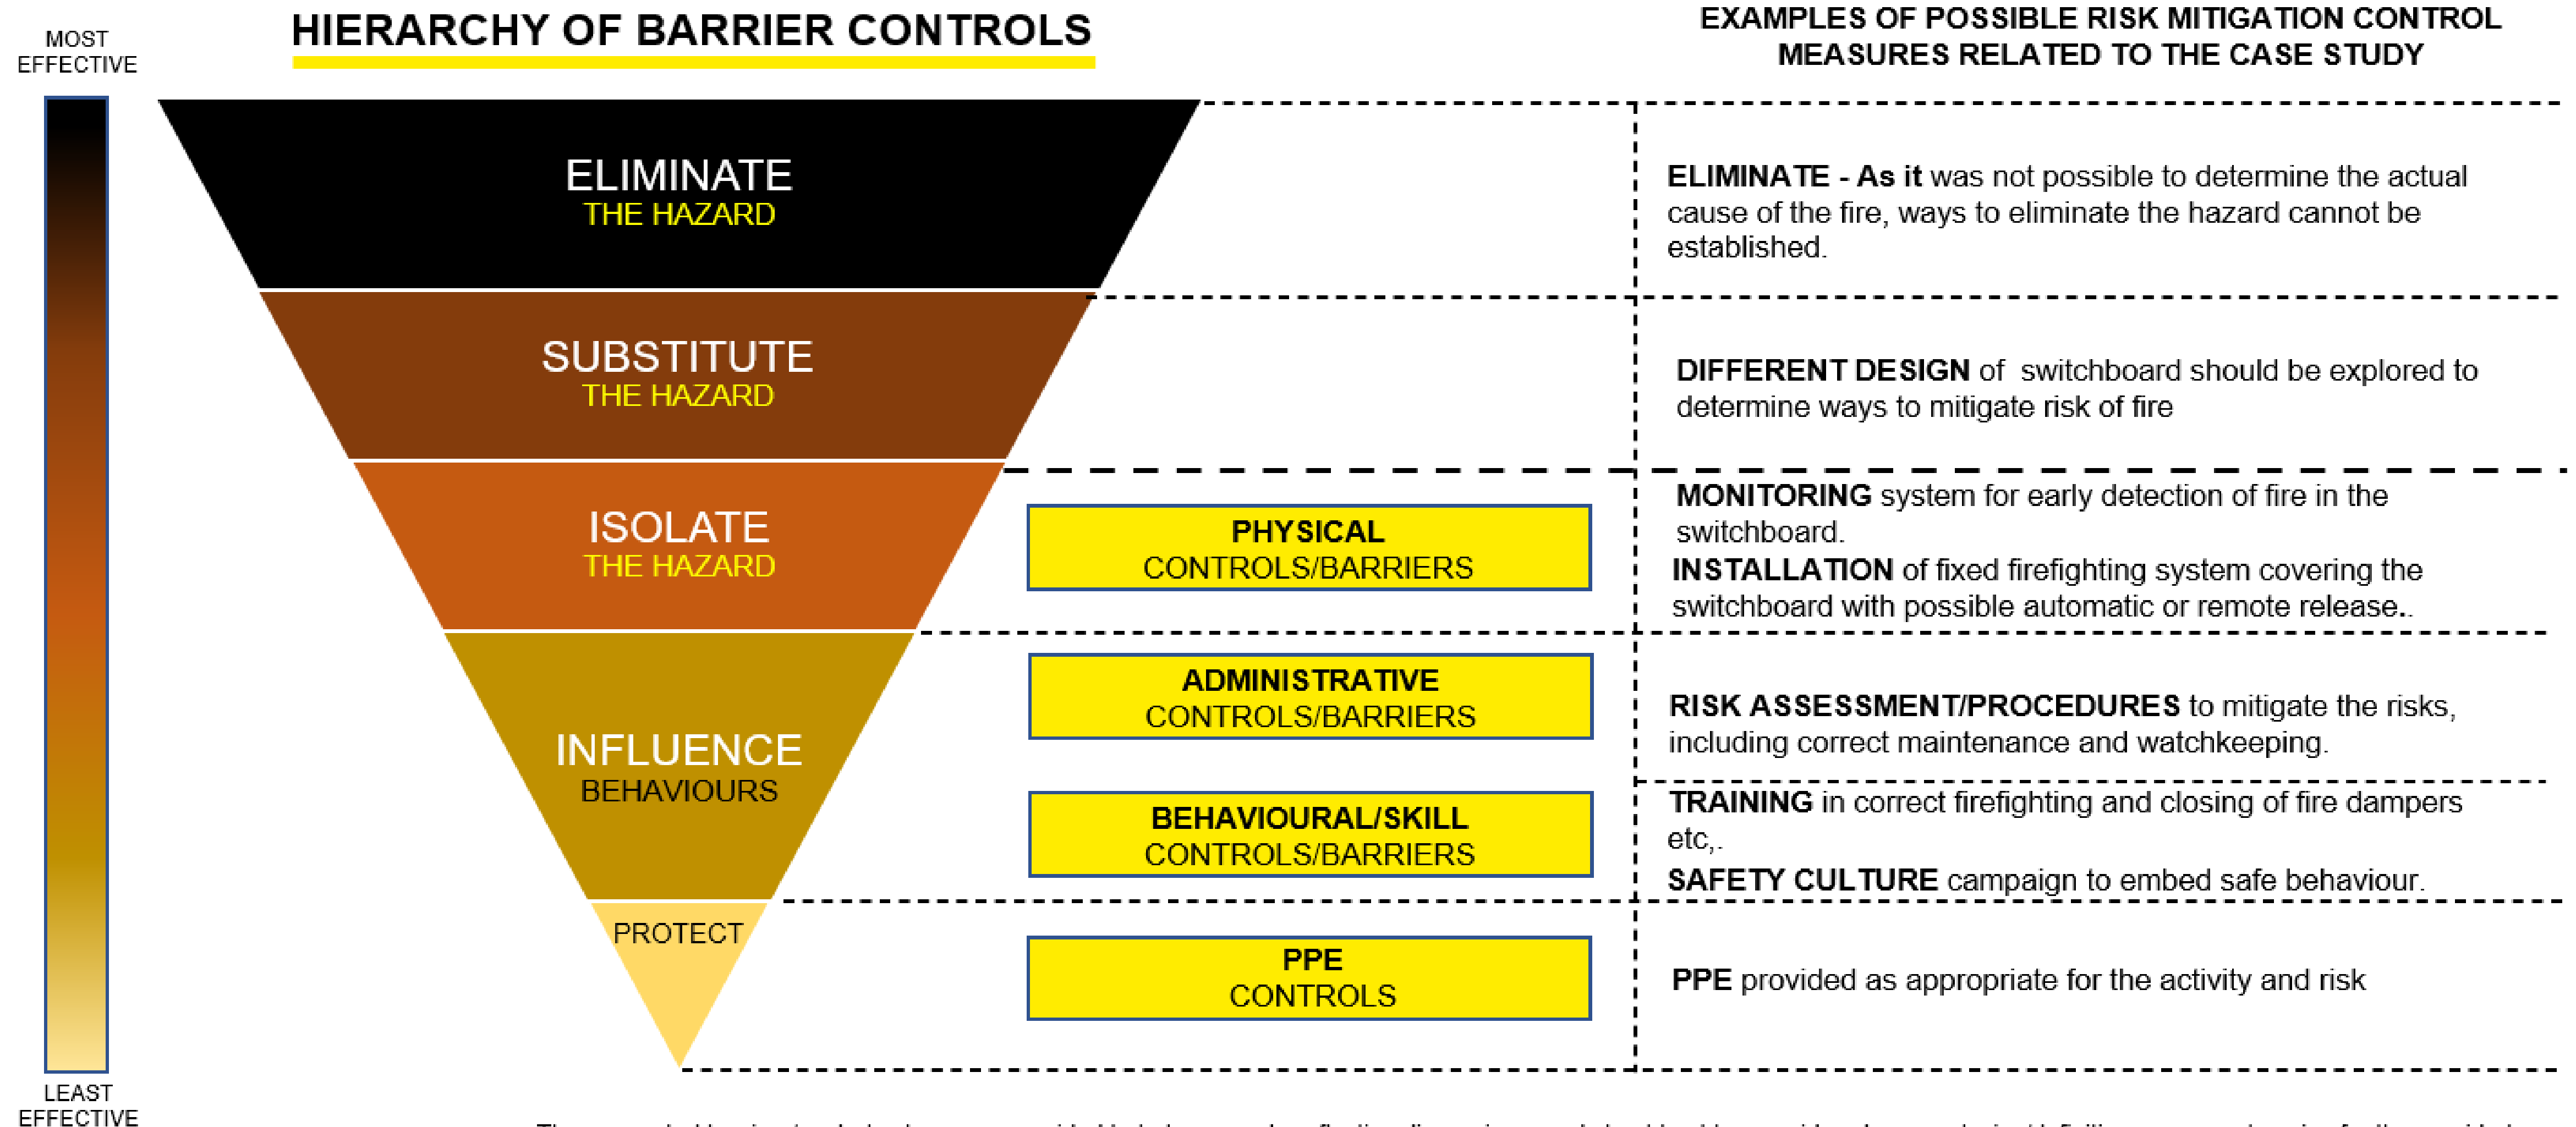 MOST
EFFECTIVE
HIERARCHY OF BARRIER CONTROLS
EXAMPLES OF POSSIBLE RISK MITIGATION CONTROL
MEASURES RELATED TO THE CASE STUDY
ELIMINATE
THE HAZARD
ELIMINATE - As it was not possible to determine the actual
cause of the fire, ways to eliminate the hazard cannot be
established.
SUBSTITUTE
THE HAZARD
DIFFERENT DESIGN of  switchboard should be explored to
determine ways to mitigate risk of fire
ISOLATE
THE HAZARD
PHYSICAL
CONTROLS/BARRIERS
MONITORING system for early detection of fire in the
switchboard.
INSTALLATION of fixed firefighting system covering the
switchboard with possible automatic or remote release..
INFLUENCE
BEHAVIOURS
ADMINISTRATIVE
CONTROLS/BARRIERS
RISK ASSESSMENT/PROCEDURES to mitigate the risks,
including correct maintenance and watchkeeping.
BEHAVIOURAL/SKILL
CONTROLS/BARRIERS
TRAINING in correct firefighting and closing of fire dampers
etc,.
SAFETY CULTURE campaign to embed safe behaviour.
PROTECT
PPE
CONTROLS
PPE provided as appropriate for the activity and risk
LEAST
EFFECTIVE